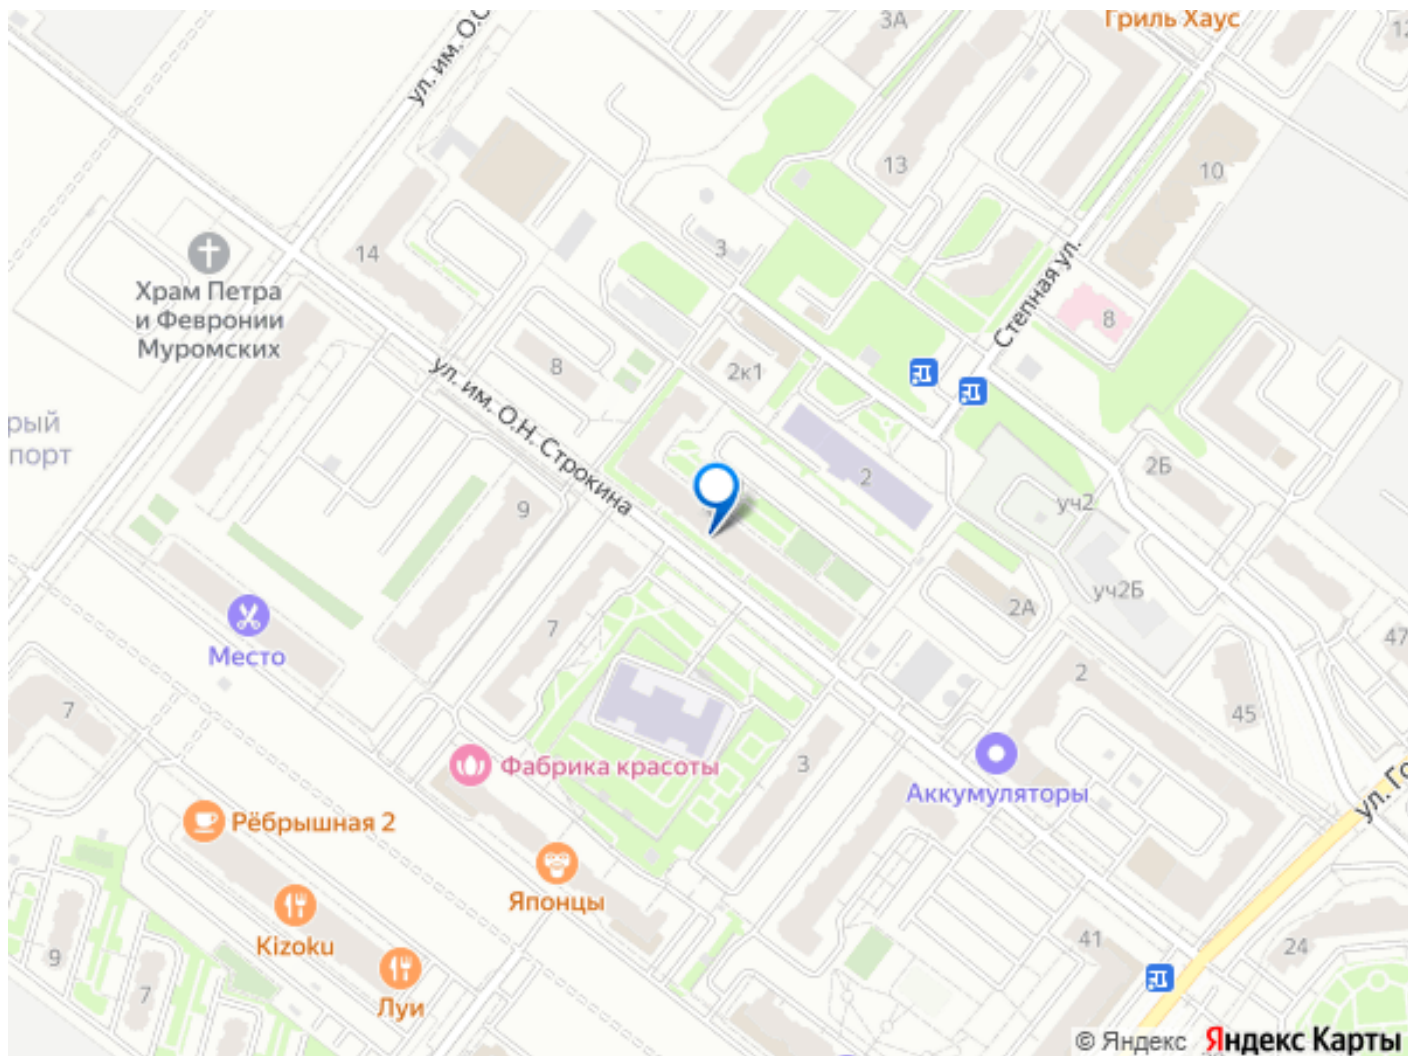 3А
Гриль Хаус
12
ул. им. О.С
13
10
14
3
Степная ул.
Храм Петра
и Февронии
Муромских
8
8
2к1
ул. им. О.Н. Строкина
рый
порт
2
2Б
уч2
9
уч2Б
2А
7
47
Место
2
7
45
3
Фабрика красоты
Аккумуляторы
ул. Го
Рёбрышная 2
Японцы
Kizoku
41
24
9
7
Луи
© Яндекс Яндекс Карты